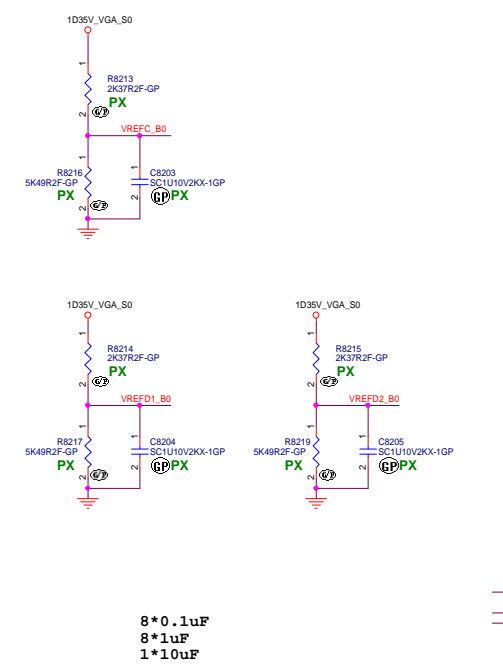 1D35V_VGA_S0
1
R8213
2K37R2F-GP
PX
2
G/P
VREFC_B0
1
1
R8216
C8203
5K49R2F-GP
SC1U10V2KX-1GP
PX
GP PX
2
G/P
2
1D35V_VGA_S0
1
R8214
2K37R2F-GP
PX
2
G/P
VREFD1_B0
1
1
R8217
C8204
5K49R2F-GP
SC1U10V2KX-1GP
PX
GP PX
2
G/P
2
1D35V_VGA_S0
1
R8215
2K37R2F-GP
PX
2
G/P
VREFD2_B0
1
1
R8219
C8205
5K49R2F-GP
SC1U10V2KX-1GP
PX
GP PX
2
G/P
2
8*0.1uF
8*1uF
1*10uF